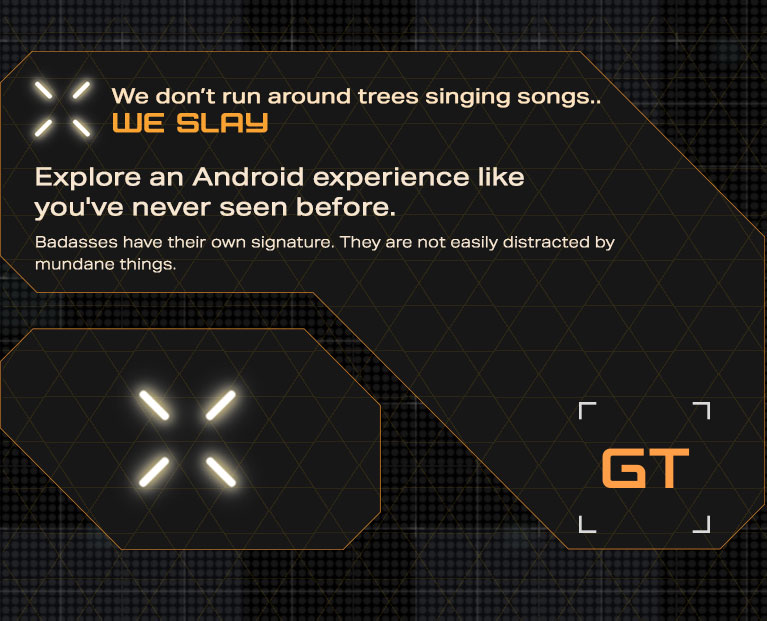 We don't run around trees singing songs..
WE SLAY
Explore an Android experience like
you've never seen before.
Badasses have their own signature. They are not easily distracted by
mundane things.
GT